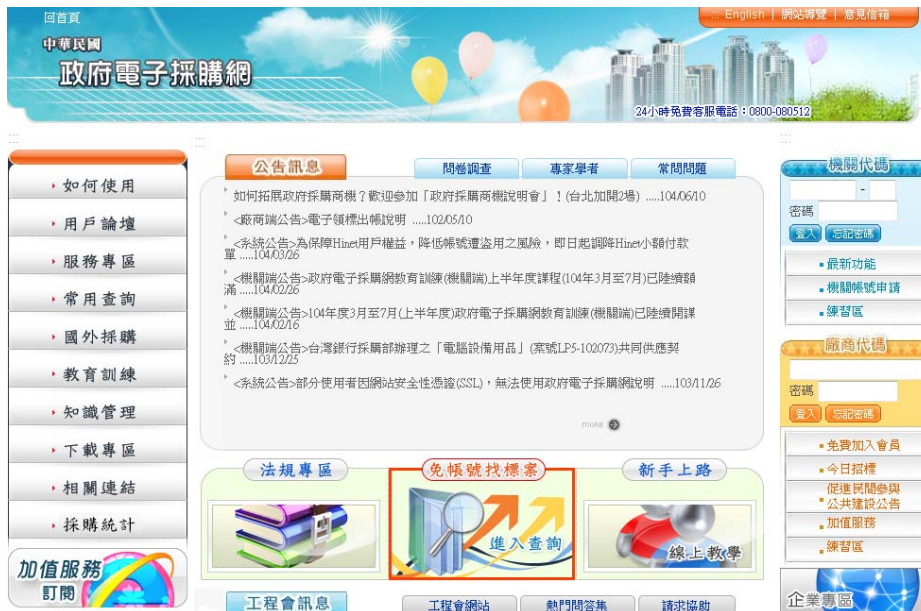 回首頁
::: English | 網站導覽 | 意見信箱
中華民國
政府電子採購網
24小時免費客服電話：0800-080512
:::
如何使用
用戶論壇
服務專區
常用查詢
國外採購
教育訓練
知識管理
下載專區
相關連結
採購統計
加值服務
訂閱
:::
公告訊息
問卷調查
專家學者
常問問題
如何拓展政府採購商機？歡迎參加「政府採購商機說明會」！(台北加開2場) .....104/06/10
<廠商端公告>電子領標出帳說明 .....102/05/10
<系統公告>為保障Hinet用戶權益，降低帳號遭盜用之風險，即日起調降Hinet小額付款
單 .....104/03/26
<機關端公告>政府電子採購網教育訓練(機關端)上半年度課程(104年3月至7月)已陸續額
滿 .....104/02/26
<機關端公告>104年度3月至7月(上半年度)政府電子採購網教育訓練(機關端)已陸續開課
並 .....104/02/16
<機關端公告>台灣銀行採購部辦理之「電腦設備用品」(案號LP5-102073)共同供應契
約 .....103/12/25
<系統公告>部分使用者因網站安全性憑證(SSL)，無法使用政府電子採購網說明 .....103/11/26
more
法規專區
免帳號找標案
進入查詢
新手上路
線上教學
工程會訊息
工程會網站
熱門問答集
請求協助
:::
機關代碼
-
密碼
登入
忘記密碼
最新功能
機關帳號申請
練習區
廠商代碼
密碼
登入
忘記密碼
免費加入會員
今日招標
促進民間參與
公共建設公告
加值服務
練習區
企業專區